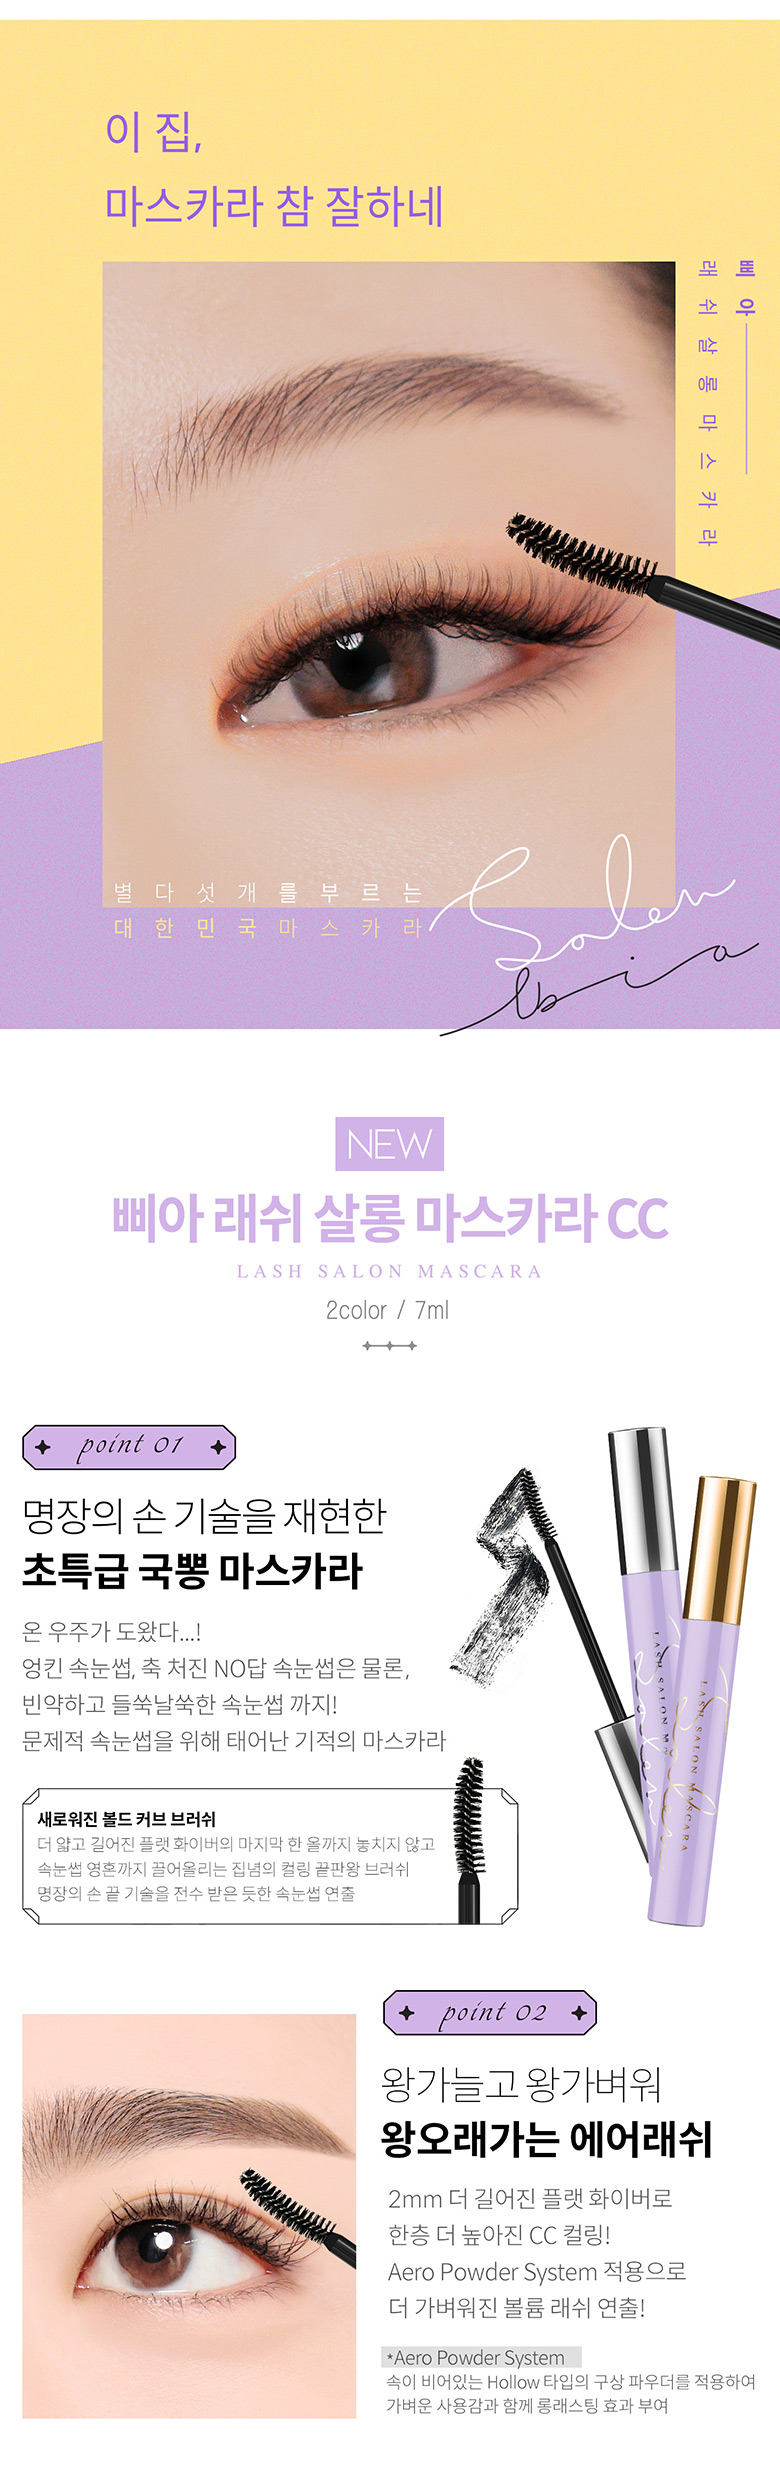 이 집,
마스카라 참 잘하네
삐아
래쉬살롱마스카라
별다섯개를부르는
대한민국마스카라
Salon
bia
NEW
삐아 래쉬 살롱 마스카라 CC
LASH SALON MASCARA
2color / 7ml
point 01
명장의 손 기술을 재현한
초특급 국뽕 마스카라
온 우주가 도왔다...!
엉킨 속눈썹, 축 처진 NO답 속눈썹은 물론,
빈약하고 들쑥날쑥한 속눈썹 까지!
문제적 속눈썹을 위해 태어난 기적의 마스카라
LASH SALON MA
LASH SALON MASCARA
새로워진 볼드 커브 브러쉬
더 얇고 길어진 플랫 화이버의 마지막 한 올까지 놓치지 않고
속눈썹 영혼까지 끌어올리는 집념의 컬링 끝판왕 브러쉬
명장의 손 끝 기술을 전수 받은 듯한 속눈썹 연출
point 02
왕가늘고 왕가벼워
왕오래가는 에어래쉬
2mm 더 길어진 플랫 화이버로
한층 더 높아진 CC 컬링!
Aero Powder System 적용으로
더 가벼워진 볼륨 래쉬 연출!
*Aero Powder System
속이 비어있는 Hollow 타입의 구상 파우더를 적용하여
가벼운 사용감과 함께 롱래스팅 효과 부여